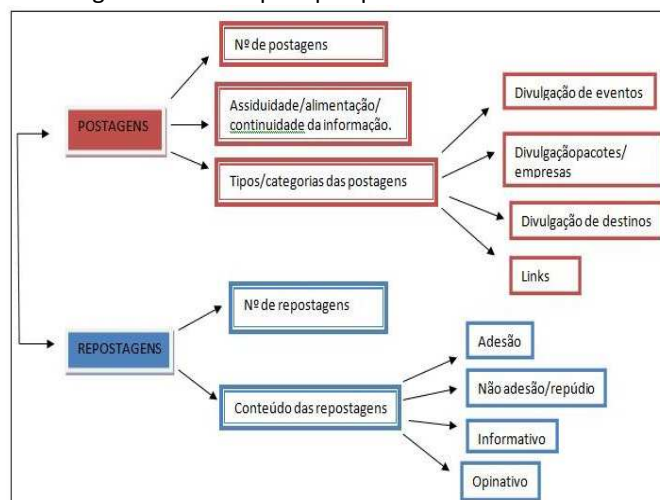 Nº de postagens
POSTAGENS
Assiduidade/alimentação/
continuidade da informação.
Tipos/categorias das postagens
Divulgação de eventos
Divulgaçãopacotes/
empresas
Divulgação de destinos
Links
REPOSTAGENS
Nº de repostagens
Conteúdo das repostagens
Adesão
Não adesão/repúdio
Informativo
Opinativo